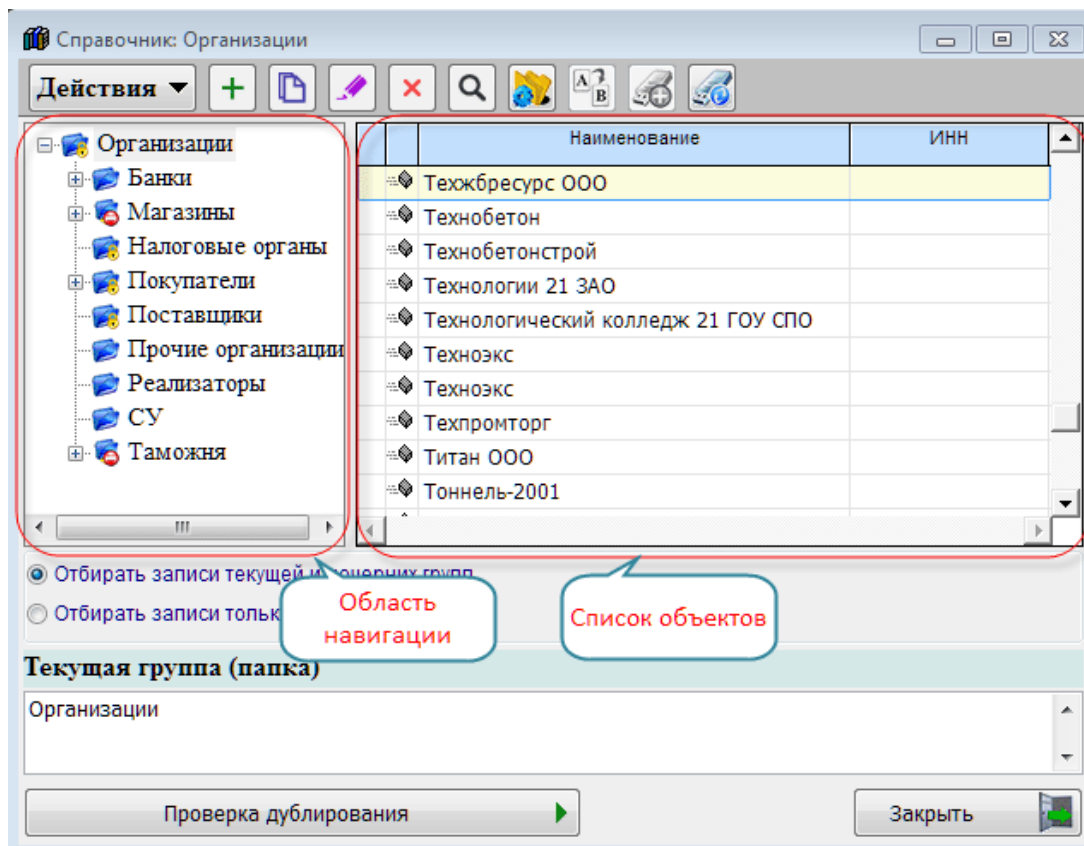 Справочник: Организации
Действия
Организации
Банки
Магазины
Налоговые органы
Покупатели
Поставщики
Прочие организации
Реализаторы
СУ
Таможня
Наименование ИНН
Техжбресурс ООО
Технобетон
Технобетонстрой
Технологии 21 ЗАО
Технологический колледж 21 ГОУ СПО
Техноэкс
Техноэкс
Техпромторг
Титан ООО
Тоннель-2001
Отбирать записи текущей и дочерних групп
Отбирать записи тольк
Область
навигации
Список объектов
Текущая группа (папка)
Организации
Проверка дублирования
Закрыть